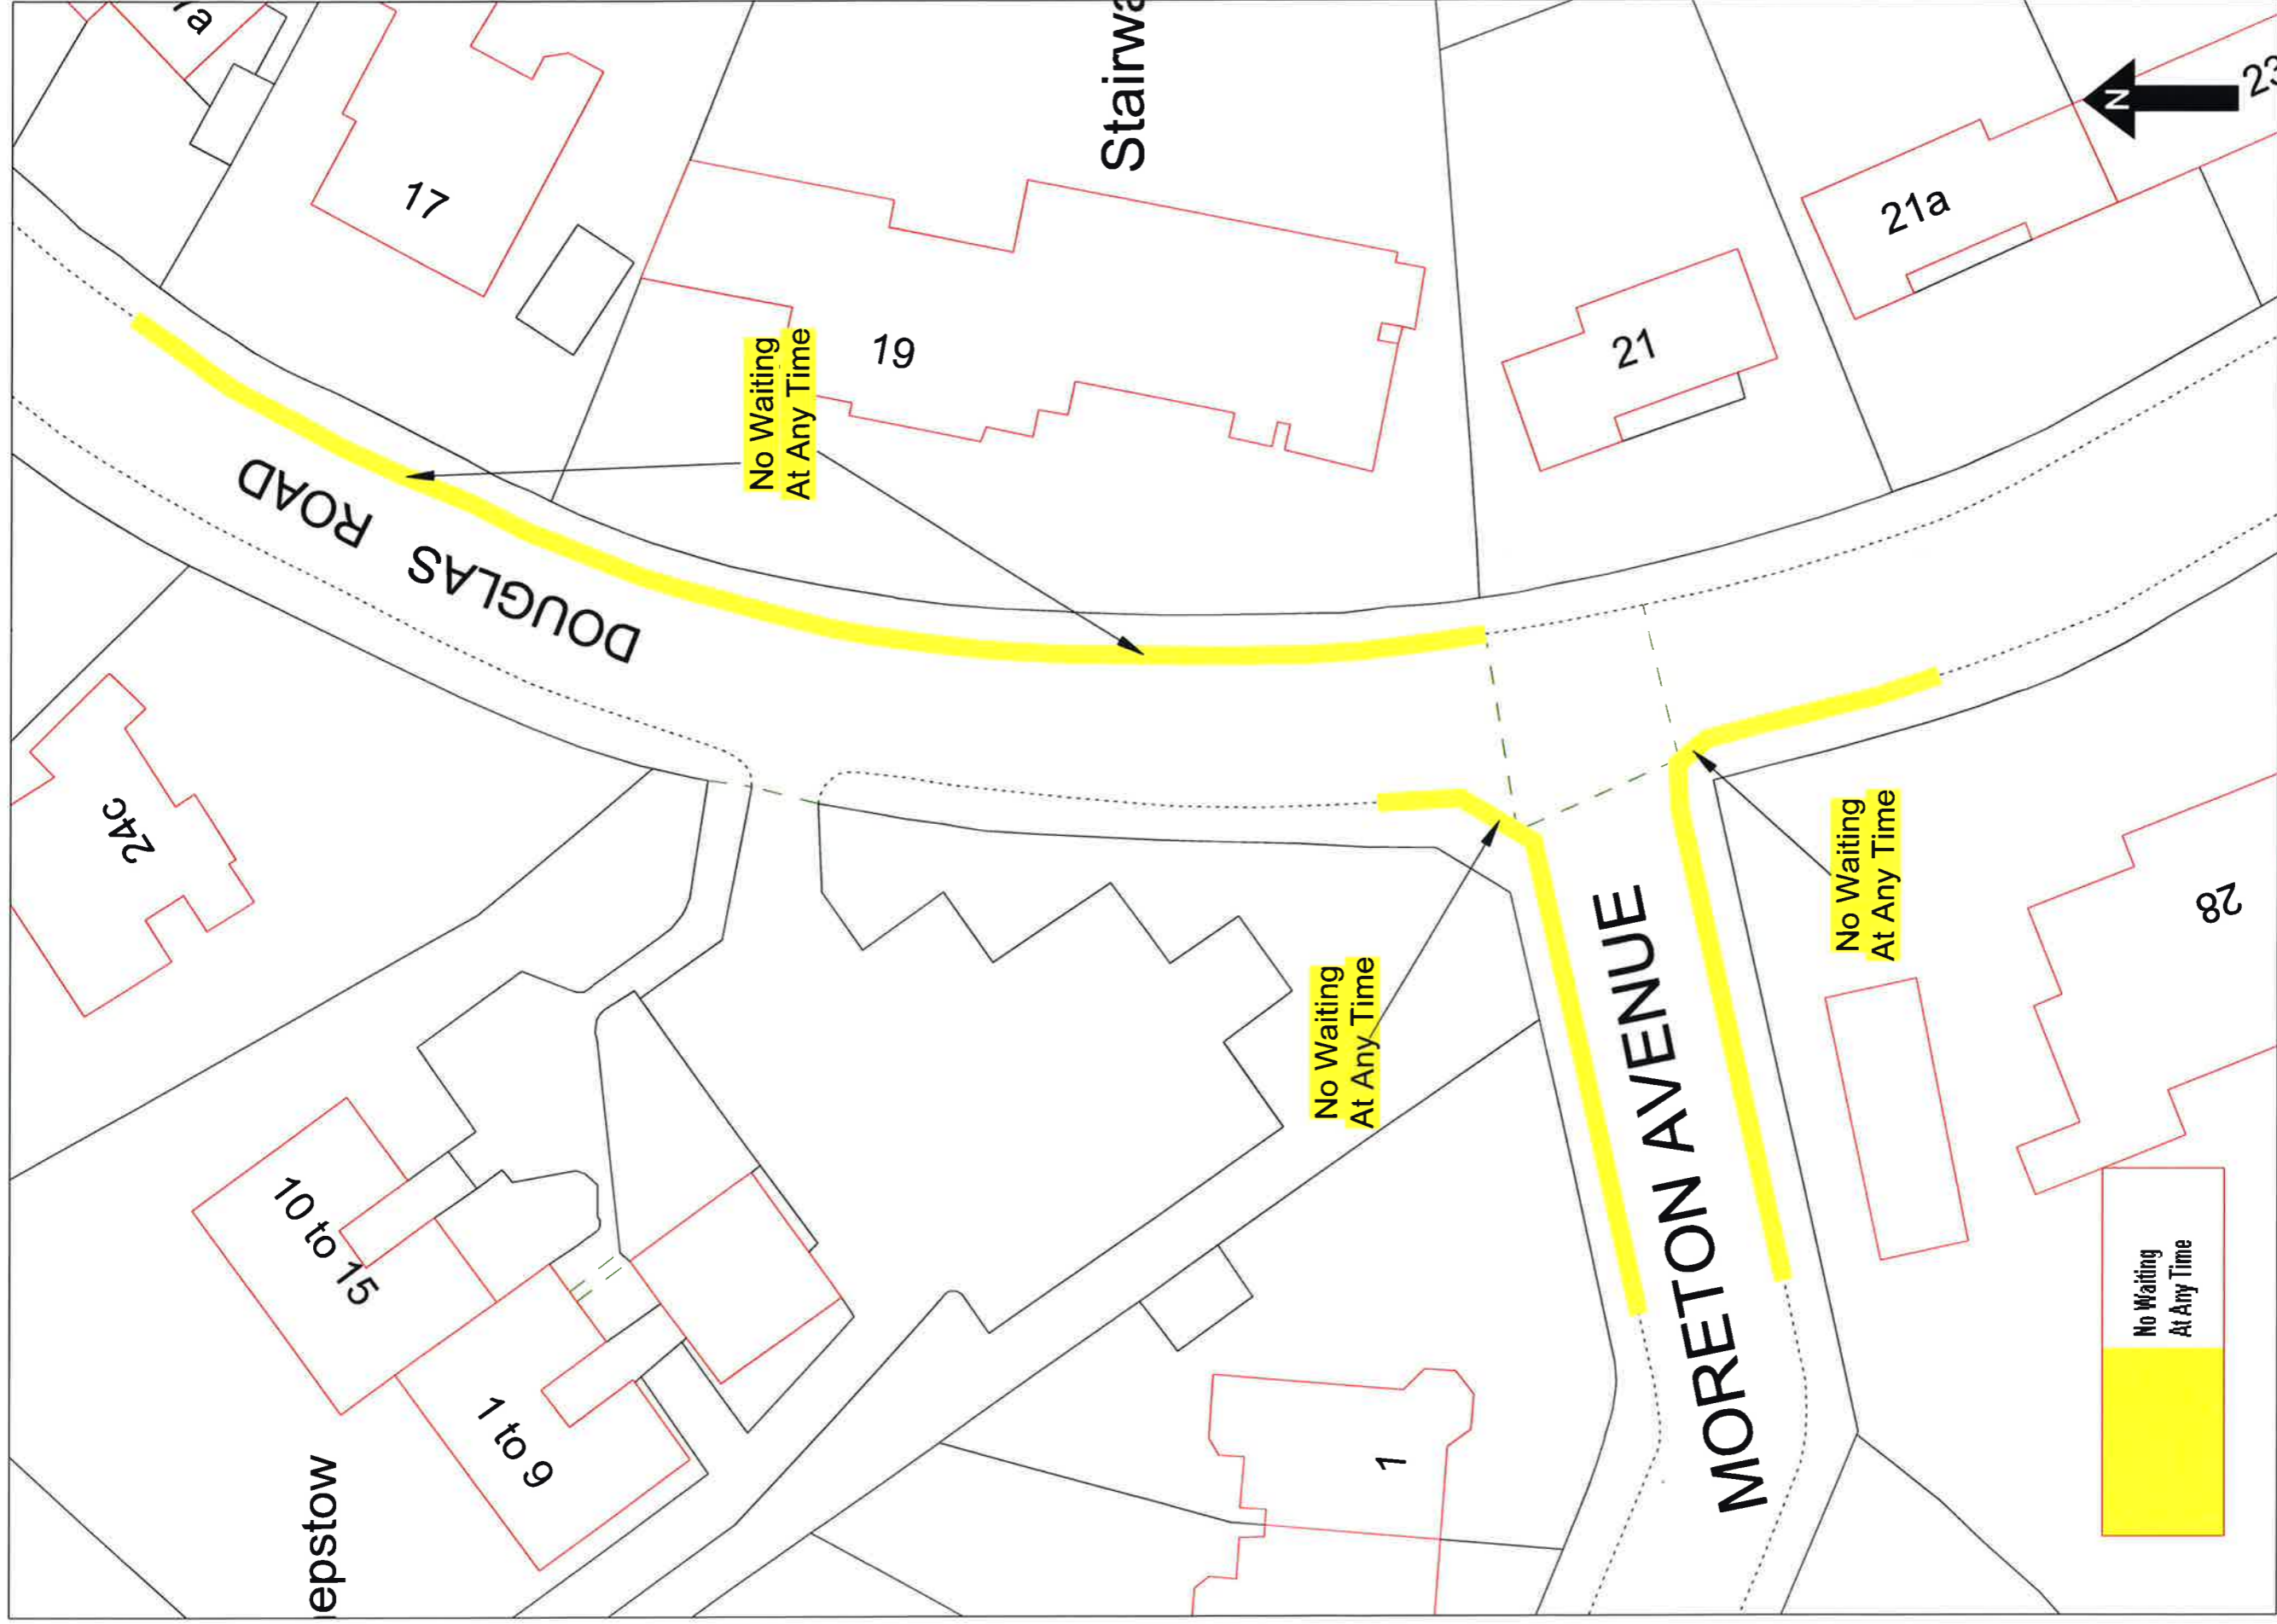 7a
17
Stairwa
N
23
21a
21
19
No Waiting
At Any Time
DOUGLAS ROAD
24c
No Waiting
At Any Time
28
No Waiting
At Any Time
MORETON AVENUE
10 to 15
1 to 9
1
epstow
No Waiting
At Any Time